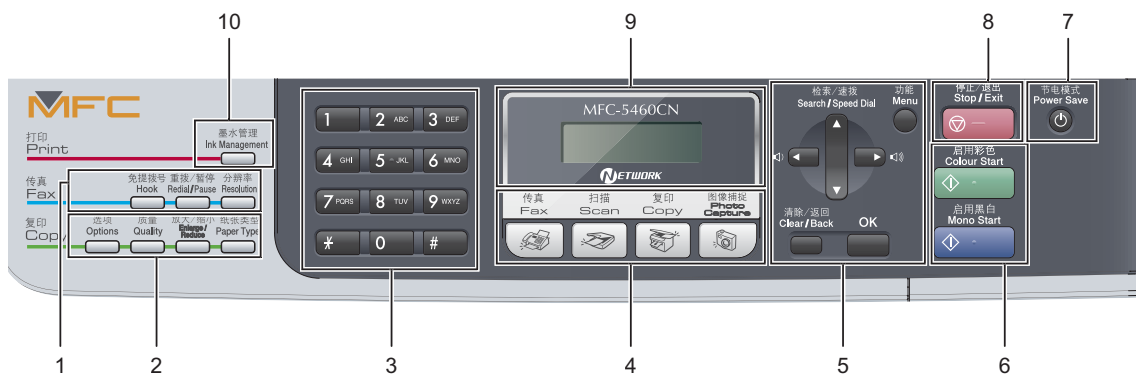 10
9
8
7
MFC
打印
Print
墨水管理
Ink Management
传真
Fax
免提拨号
Hook
重拨/暂停
Redial/Pause
分辨率
Resolution
复印
Copy
选项
Options
质量
Quality
放大/缩小
Enlarge/
Reduce
纸张类型
Paper Type
1
2 ABC
3 DEF
4 GHI
5 JKL
6 MNO
7 PQRS
8 TUV
9 WXYZ
*
0
#
MFC-5460CN
NETWORK
传真
Fax
扫描
Scan
复印
Copy
图像捕捉
Photo
Capture
检索/速拨
Search/Speed Dial
功能
Menu
清除/返回
Clear/Back
OK
停止/退出
Stop/Exit
节电模式
Power Save
启用彩色
Colour Start
启用黑白
Mono Start
1
2
3
4
5
6